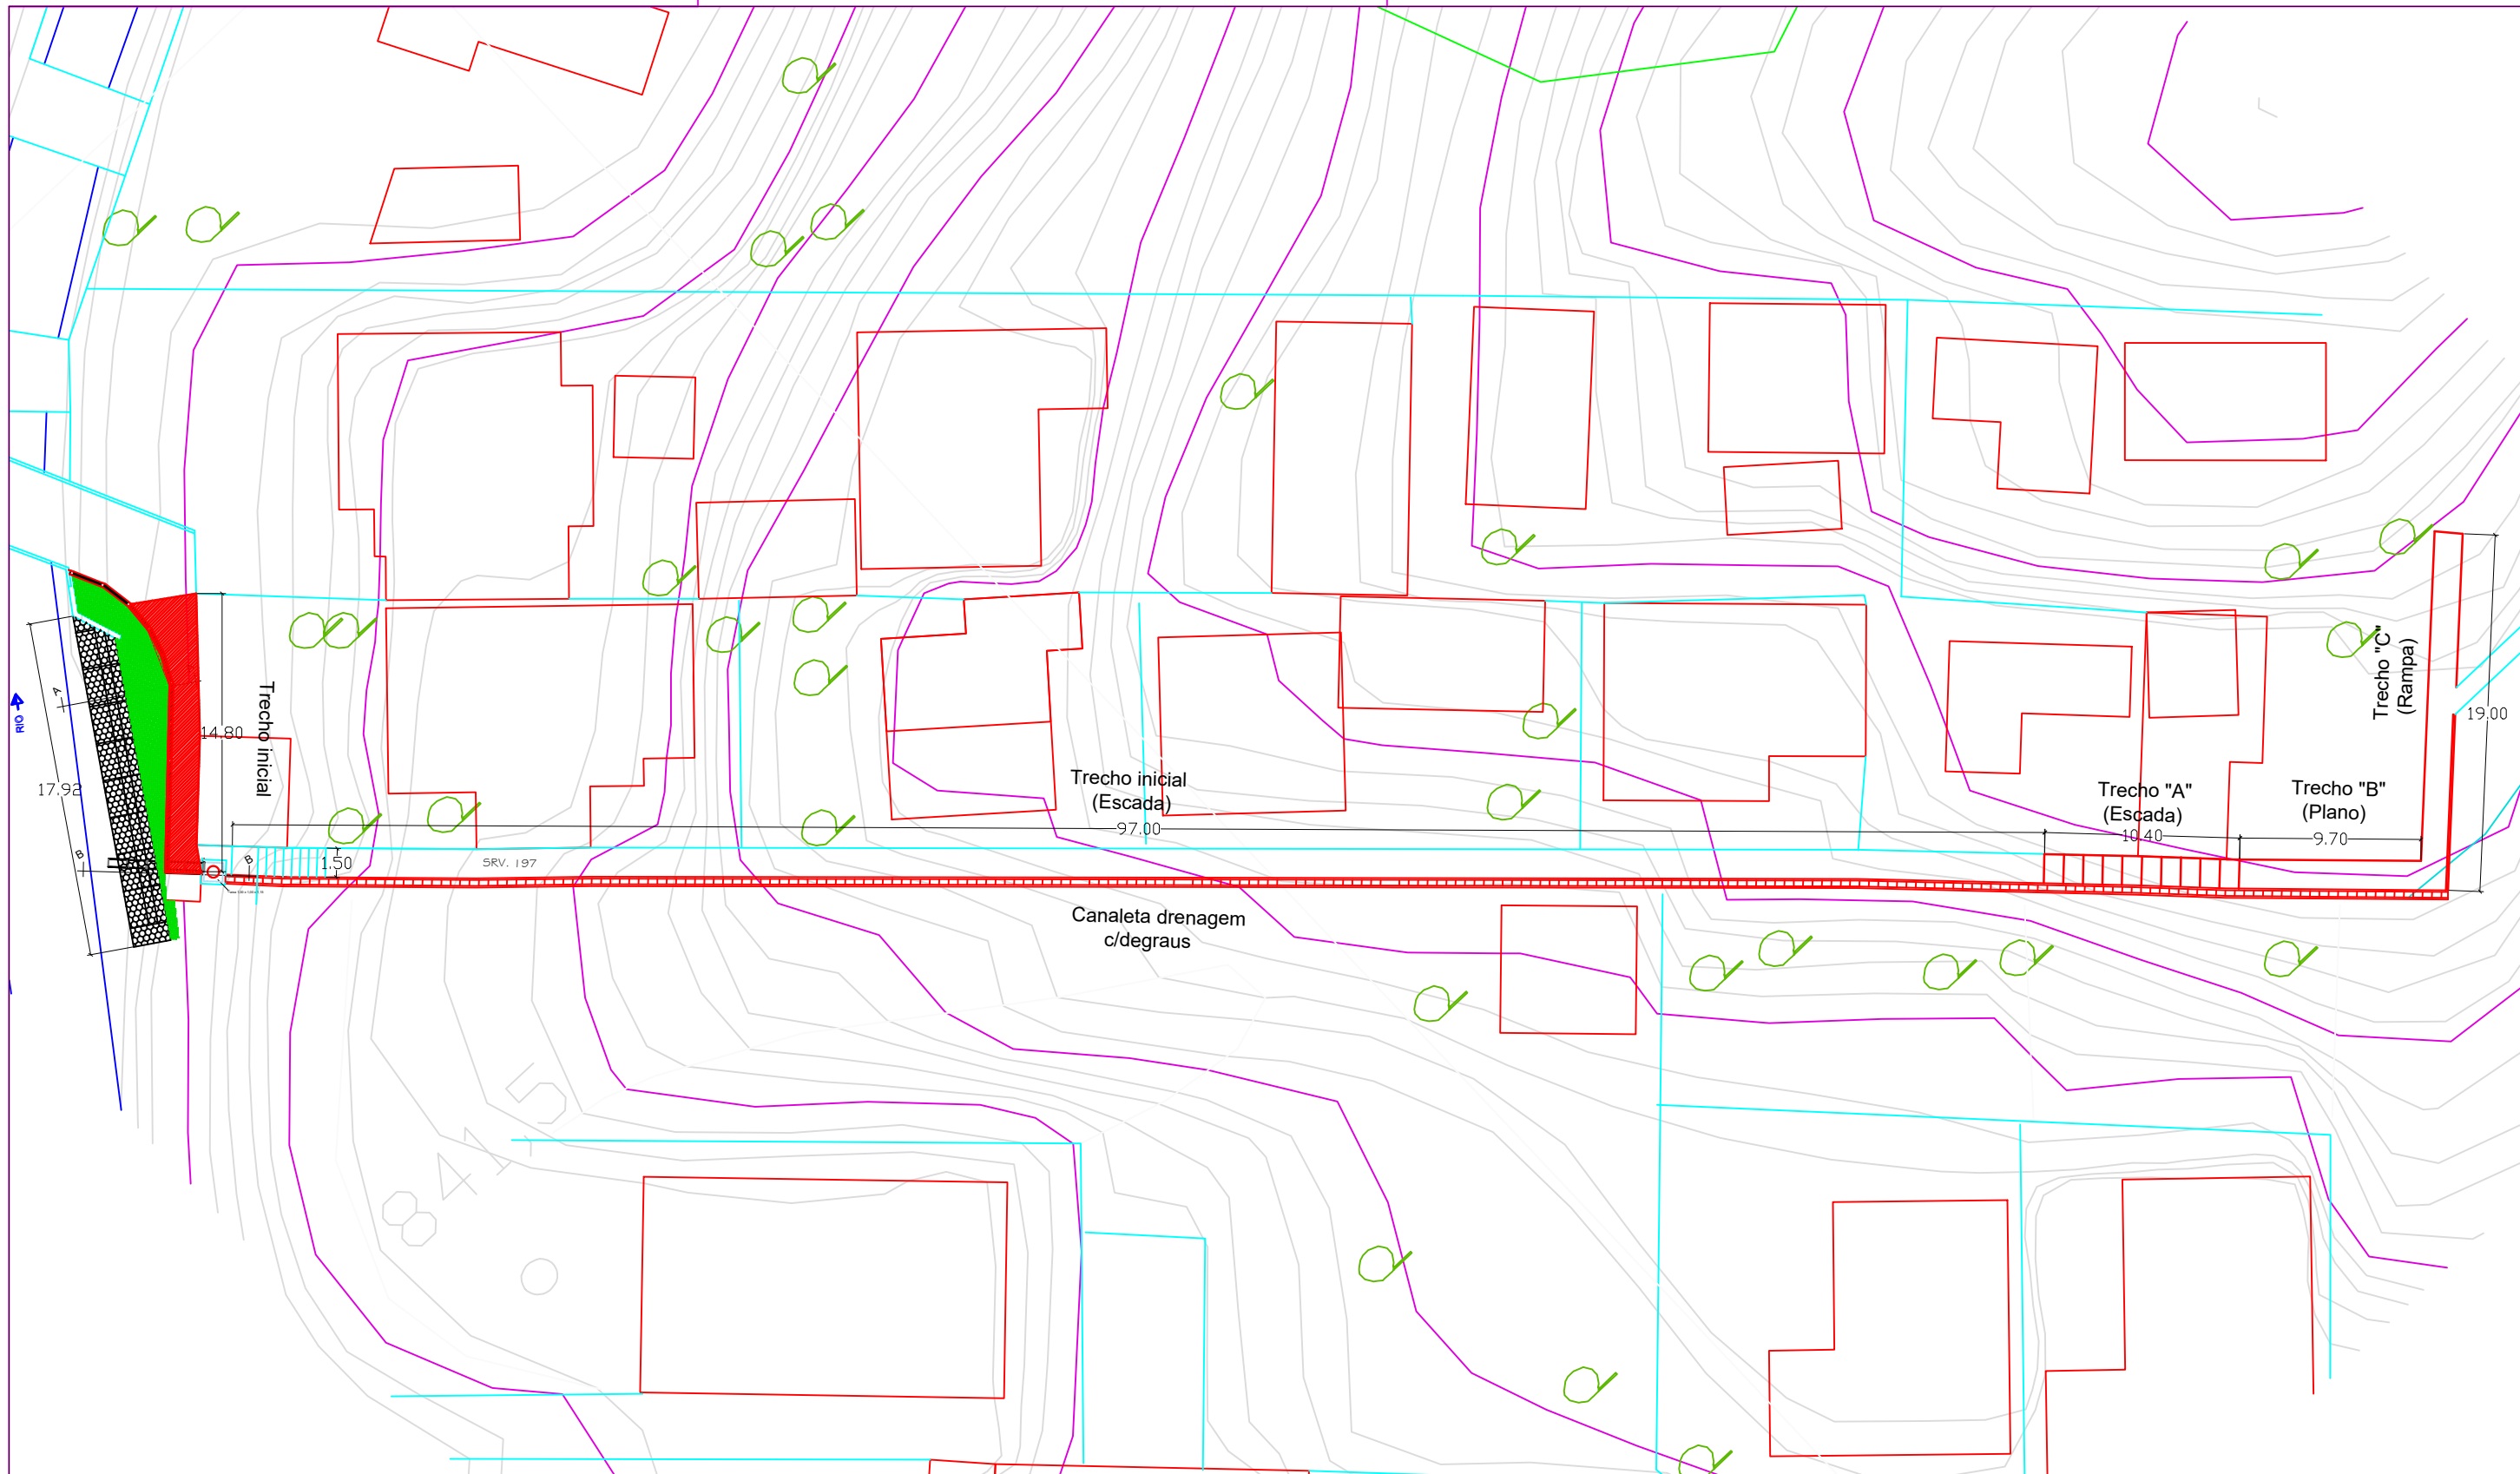 RIO
A
B
17.92
14.80
Trecho inicial
B
1.50
SRV. 197
Trecho inicial
(Escada)
97.00
Canaleta drenagem
c/degraus
Trecho "A"
(Escada)
10.40
Trecho "B"
(Plano)
9.70
Trecho "C"
(Rampa)
19.00